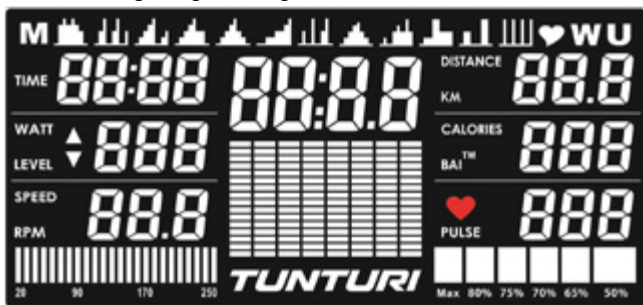 M W U
TIME 88:88 88:8.8 DISTANCE KM 88.8
WATT LEVEL 888 CALORIES BAI™ 888
SPEED RPM 88.8 PULSE 888
20 90 170 250 TUNTURI Max 80% 75% 70% 65% 50%